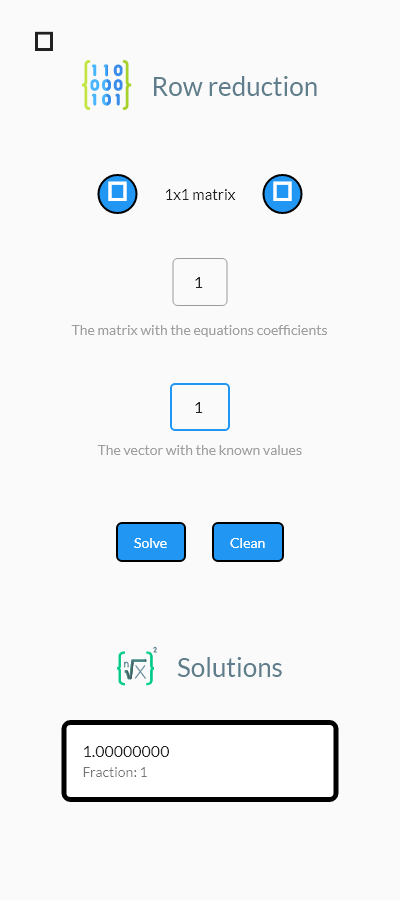 110
000
101
Row reduction
1x1 matrix
1
The matrix with the equations coefficients
1
The vector with the known values
Solve
Clean
n√x 2
Solutions
1.00000000
Fraction: 1